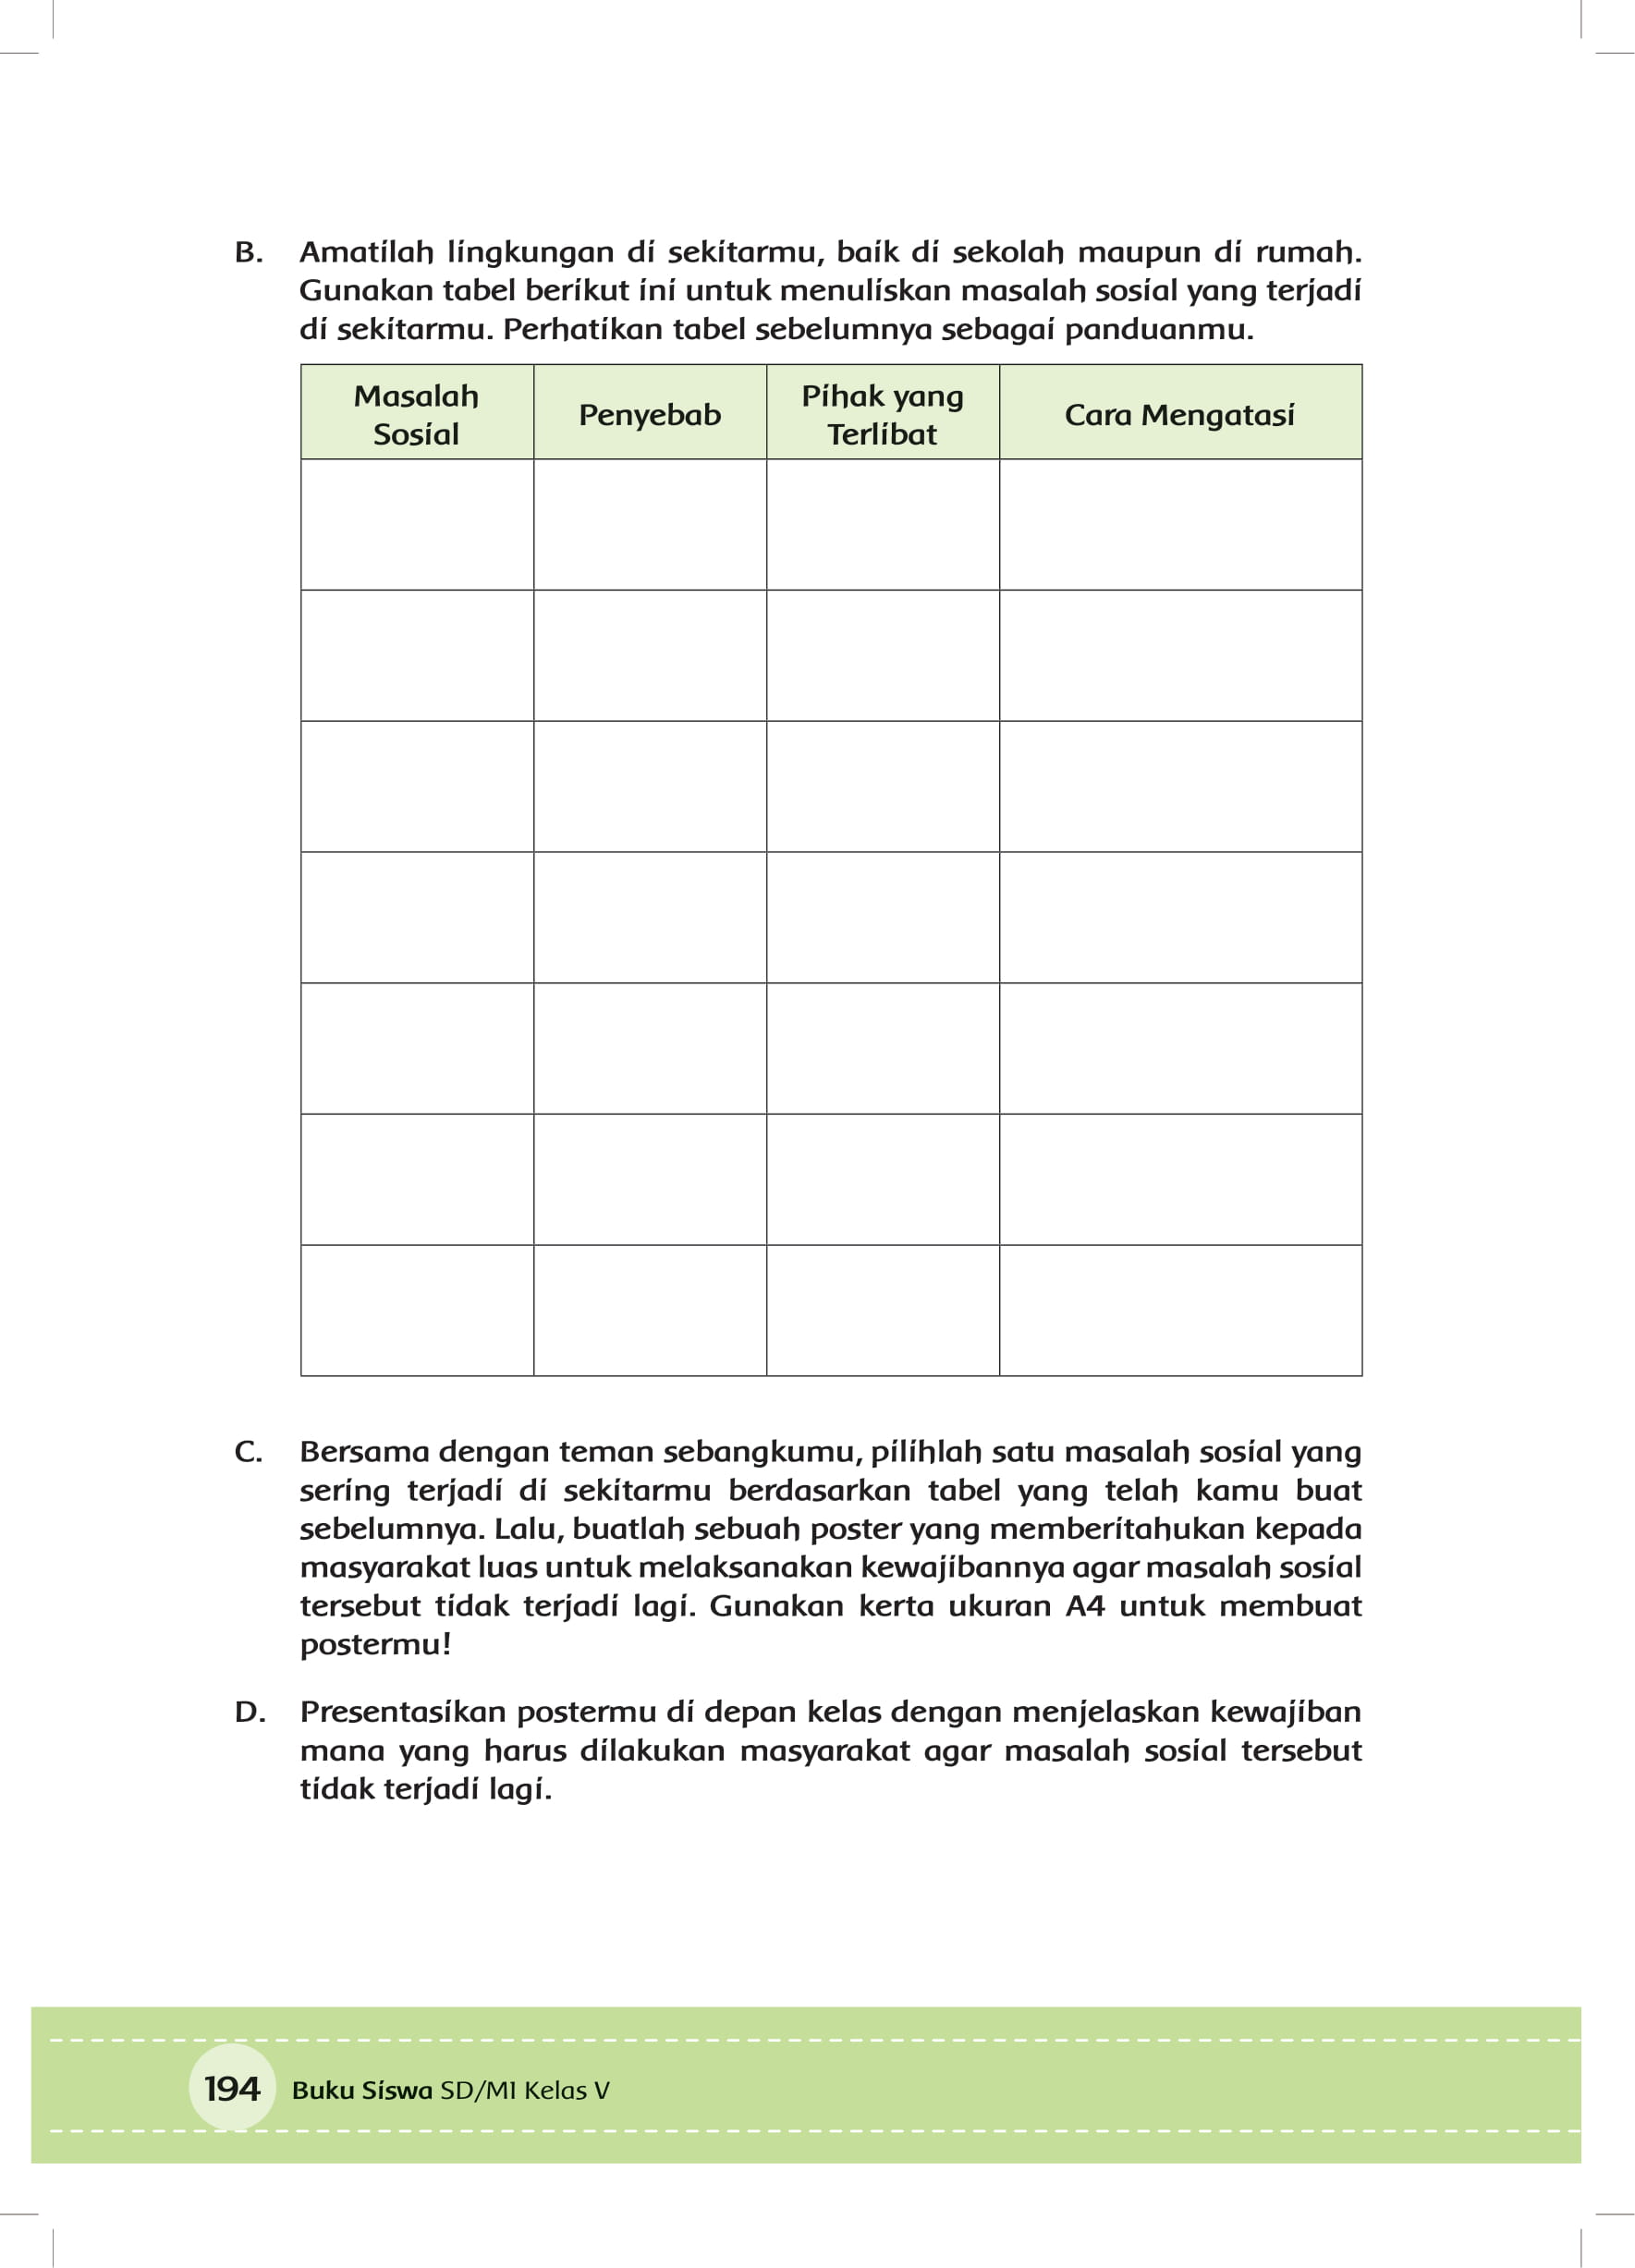 B. Amatilah lingkungan di sekitarmu, baik di sekolah maupun di rumah.
Gunakan tabel berikut ini untuk menuliskan masalah sosial yang terjadi
di sekitarmu. Perhatikan tabel sebelumnya sebagai panduanmu.
Masalah Sosial
Penyebab
Pihak yang Terlibat
Cara Mengatasi
C. Bersama dengan teman sebangkumu, pilihlah satu masalah sosial yang
sering terjadi di sekitarmu berdasarkan tabel yang telah kamu buat
sebelumnya. Lalu, buatlah sebuah poster yang memberitahukan kepada
masyarakat luas untuk melaksanakan kewajibannya agar masalah sosial
tersebut tidak terjadi lagi. Gunakan kerta ukuran A4 untuk membuat
postermu!
D. Presentasikan postermu di depan kelas dengan menjelaskan kewajiban
mana yang harus dilakukan masyarakat agar masalah sosial tersebut
tidak terjadi lagi.
194 Buku Siswa SD/MI Kelas V